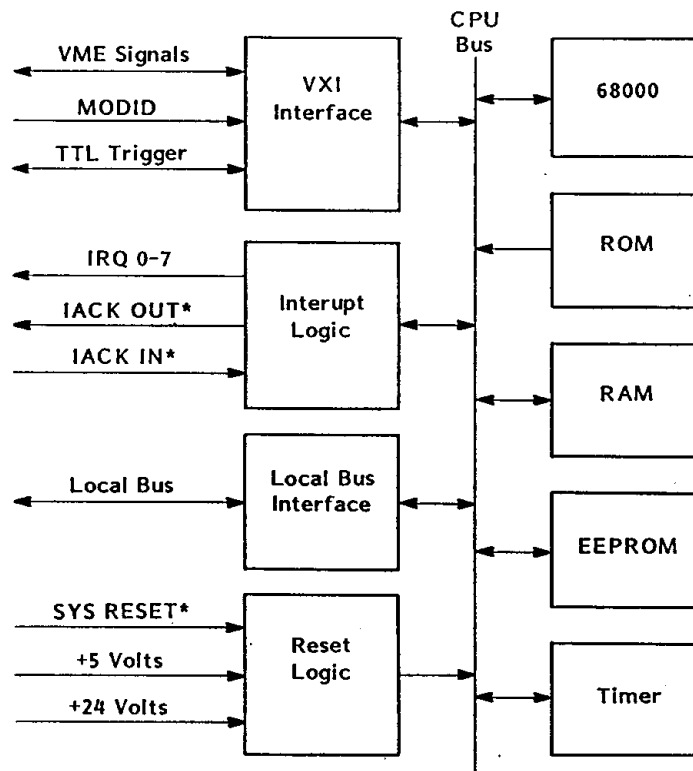 CPU
Bus
VME Signals
MODID
TTL Trigger
VXI
Interface
68000
ROM
IRQ 0-7
IACK OUT*
IACK IN*
Interupt
Logic
RAM
Local Bus
Local Bus
Interface
EEPROM
SYS RESET*
+5 Volts
+24 Volts
Reset
Logic
Timer